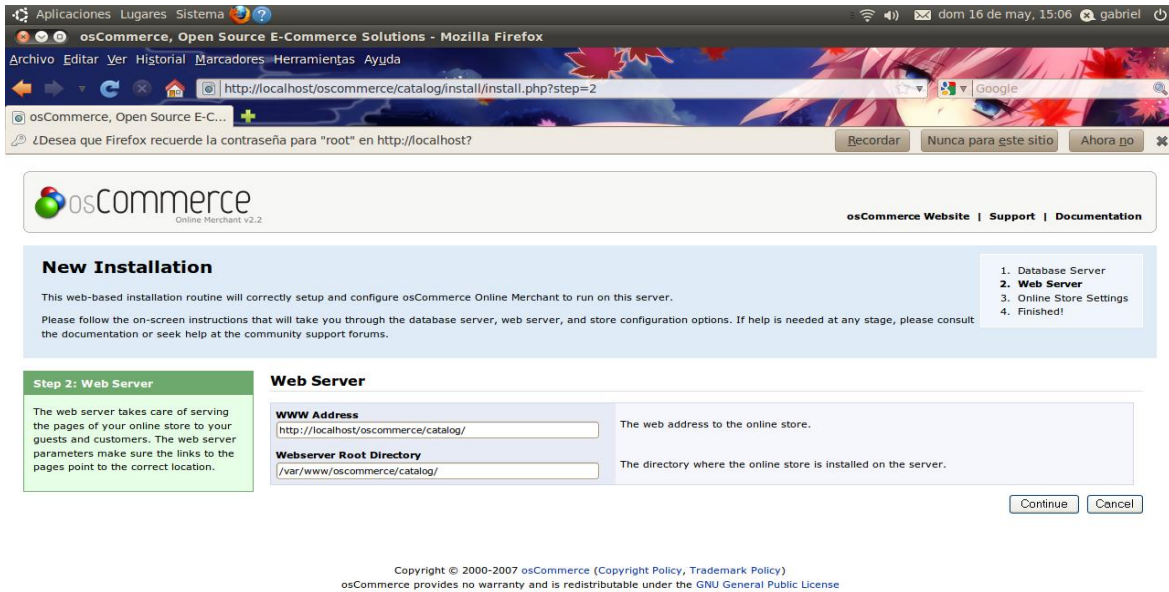 Aplicaciones Lugares Sistema dom 16 de may, 15:06 gabriel
osCommerce, Open Source E-Commerce Solutions - Mozilla Firefox
Archivo Editar Ver Historial Marcadores Herramientas Ayuda
http://localhost/oscommerce/catalog/install/install.php?step=2 Google
osCommerce, Open Source E-C...
¿Desea que Firefox recuerde la contraseña para "root" en http://localhost? Recordar Nunca para este sitio Ahora no
osCommerce
Online Merchant v2.2
osCommerce Website | Support | Documentation
New Installation
This web-based installation routine will correctly setup and configure osCommerce Online Merchant to run on this server.
Please follow the on-screen instructions that will take you through the database server, web server, and store configuration options. If help is needed at any stage, please consult
the documentation or seek help at the community support forums.
1. Database Server
2. Web Server
3. Online Store Settings
4. Finished!
Step 2: Web Server
The web server takes care of serving
the pages of your online store to your
guests and customers. The web server
parameters make sure the links to the
pages point to the correct location.
Web Server
WWW Address
http://localhost/oscommerce/catalog/
The web address to the online store.
Webserver Root Directory
/var/www/oscommerce/catalog/
The directory where the online store is installed on the server.
Continue Cancel
Copyright © 2000-2007 osCommerce (Copyright Policy, Trademark Policy)
osCommerce provides no warranty and is redistributable under the GNU General Public License